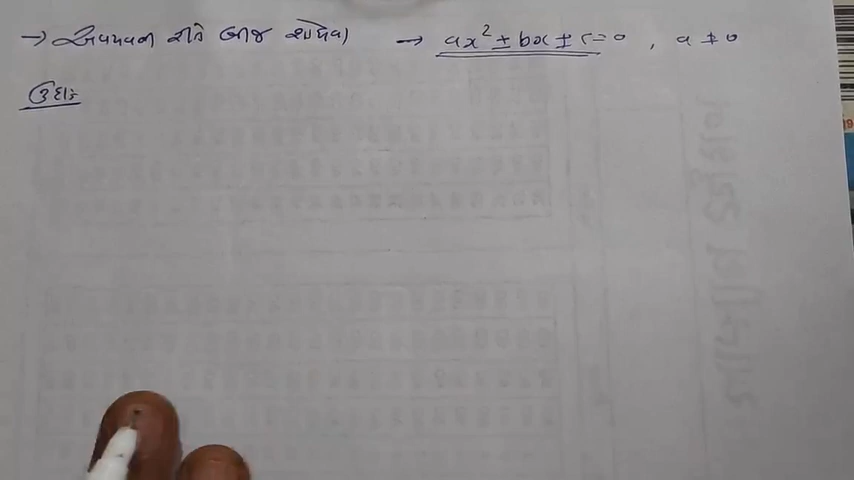 → અવયવની રીતે બીજ શોધવા → ax² ± bx ± c = 0 , a ≠ 0
ઉદા: